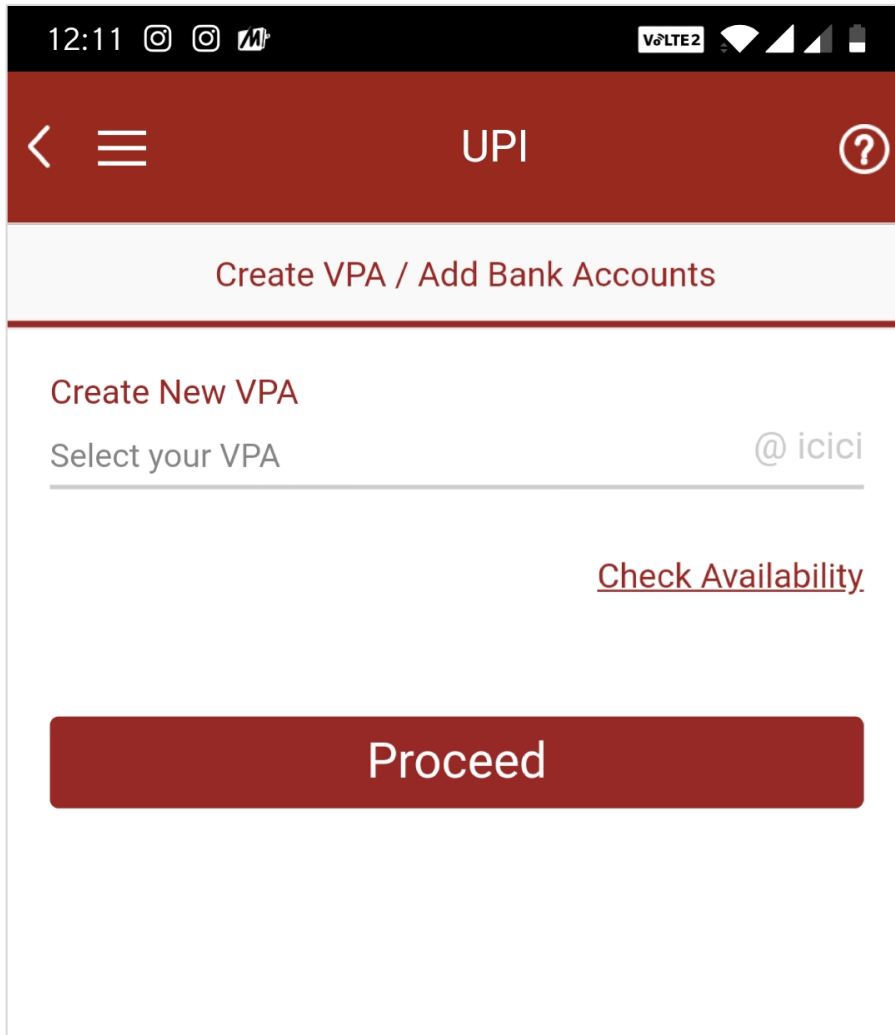 12:11
VoLTE2
UPI
Create VPA / Add Bank Accounts
Create New VPA
Select your VPA
@ icici
Check Availability
Proceed